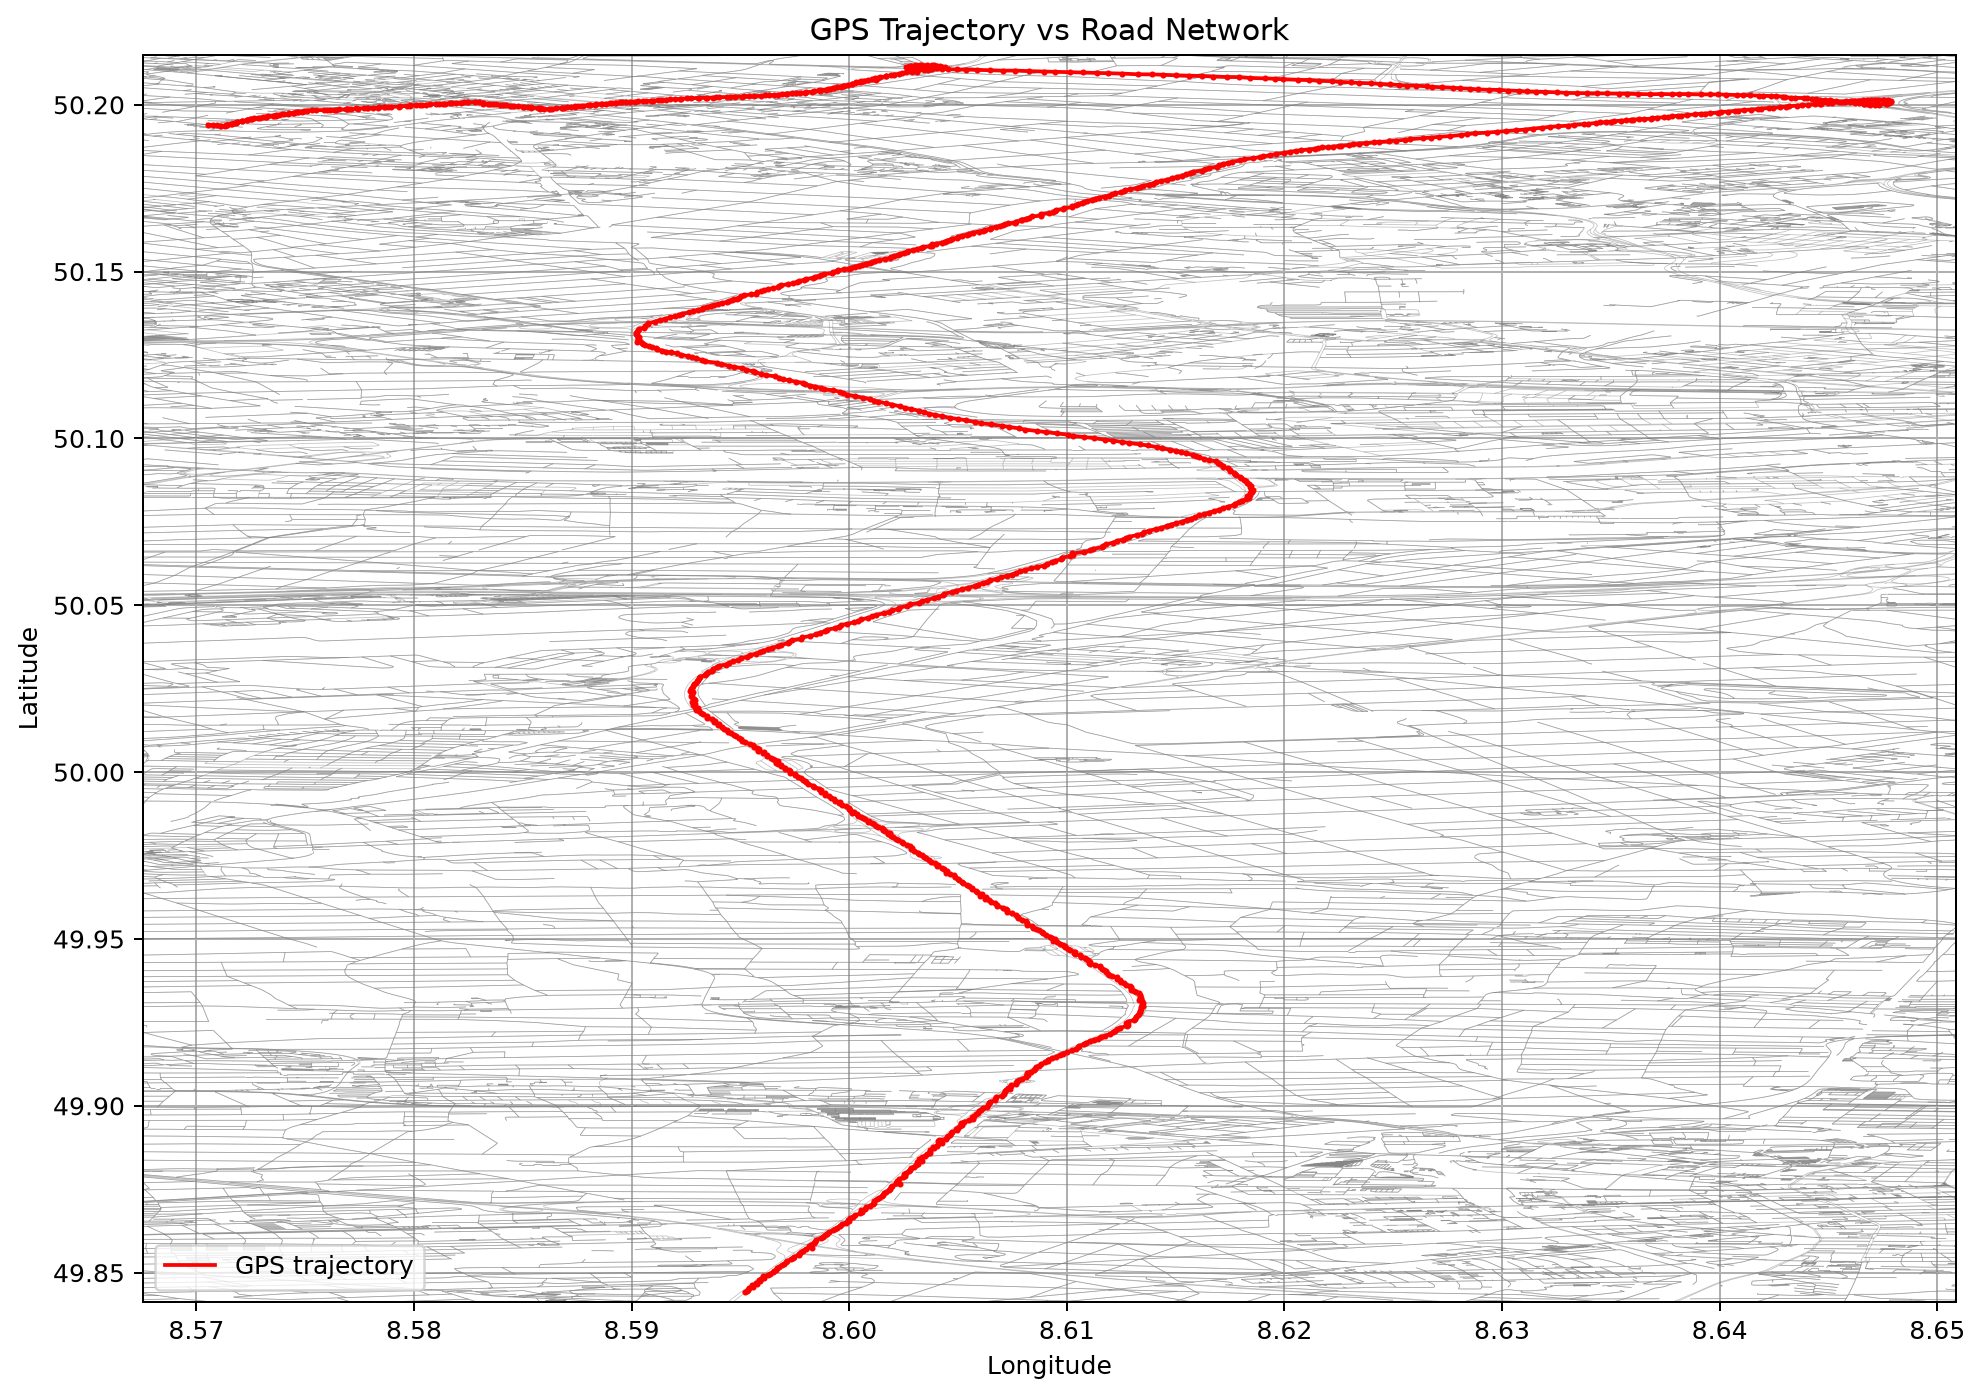 GPS Trajectory vs Road Network
Latitude
50.20
50.15
50.10
50.05
50.00
49.95
49.90
49.85
GPS trajectory
8.57 8.58 8.59 8.60 8.61 8.62 8.63 8.64 8.65
Longitude